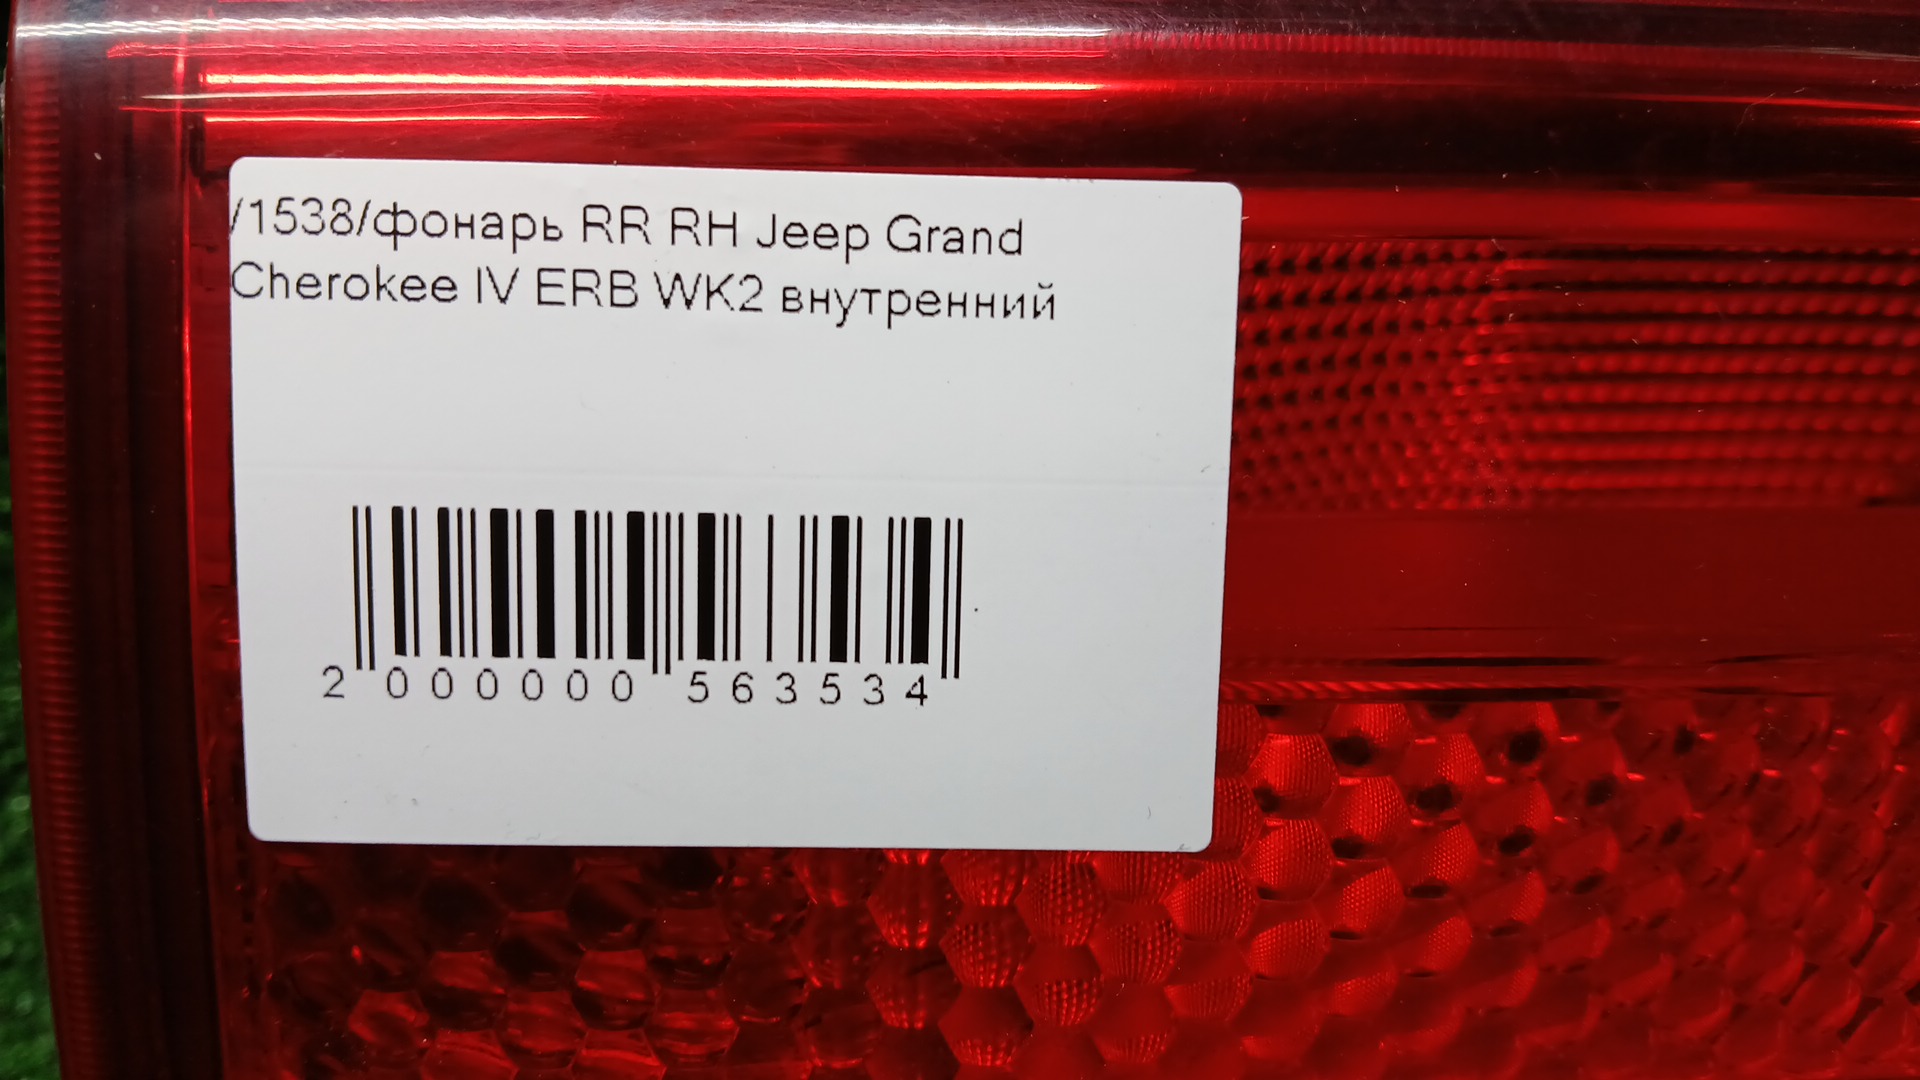 /1538/фонарь RR RH Jeep Grand
Cherokee IV ERB WK2 внутренний
2 000000 563534